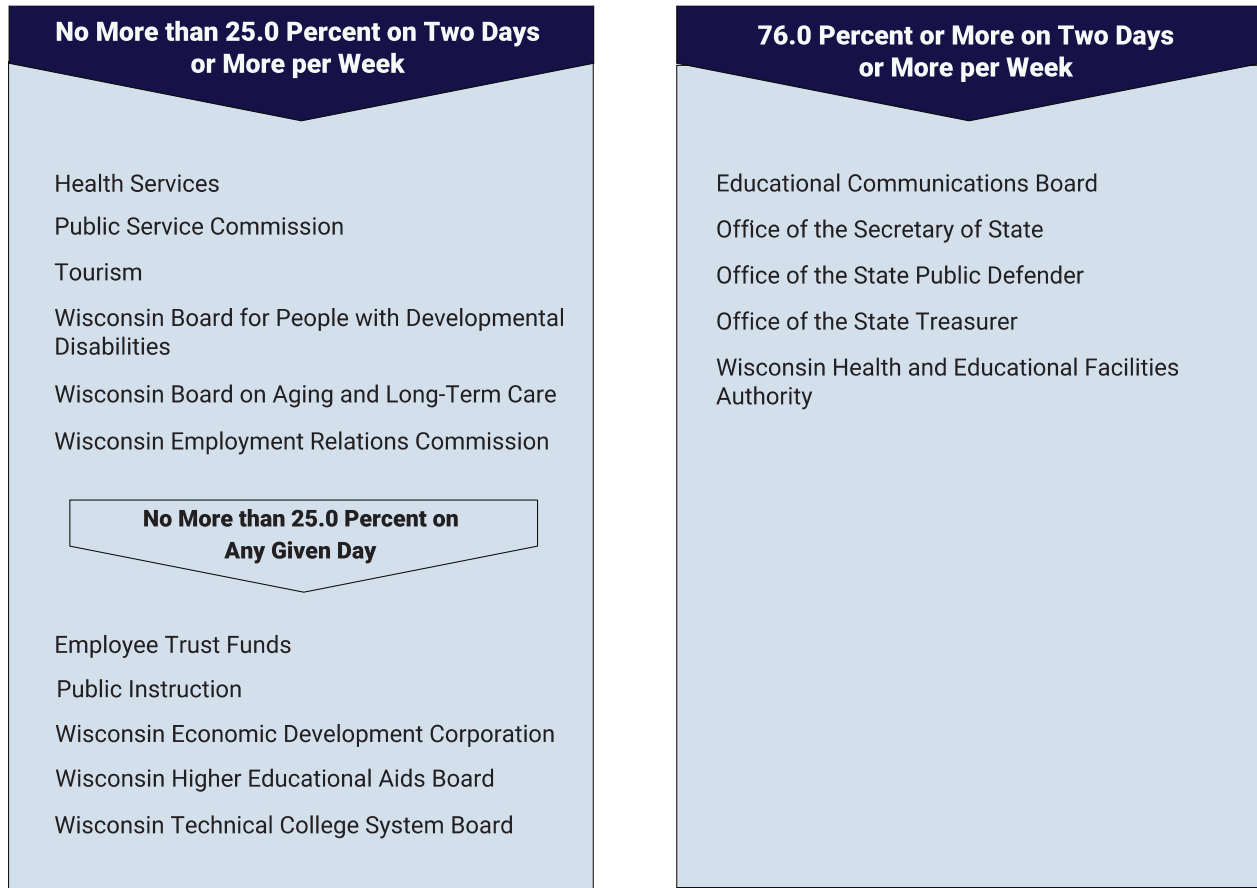 No More than 25.0 Percent on Two Days
or More per Week
Health Services
Public Service Commission
Tourism
Wisconsin Board for People with Developmental
Disabilities
Wisconsin Board on Aging and Long-Term Care
Wisconsin Employment Relations Commission
No More than 25.0 Percent on
Any Given Day
Employee Trust Funds
Public Instruction
Wisconsin Economic Development Corporation
Wisconsin Higher Educational Aids Board
Wisconsin Technical College System Board
76.0 Percent or More on Two Days
or More per Week
Educational Communications Board
Office of the Secretary of State
Office of the State Public Defender
Office of the State Treasurer
Wisconsin Health and Educational Facilities
Authority